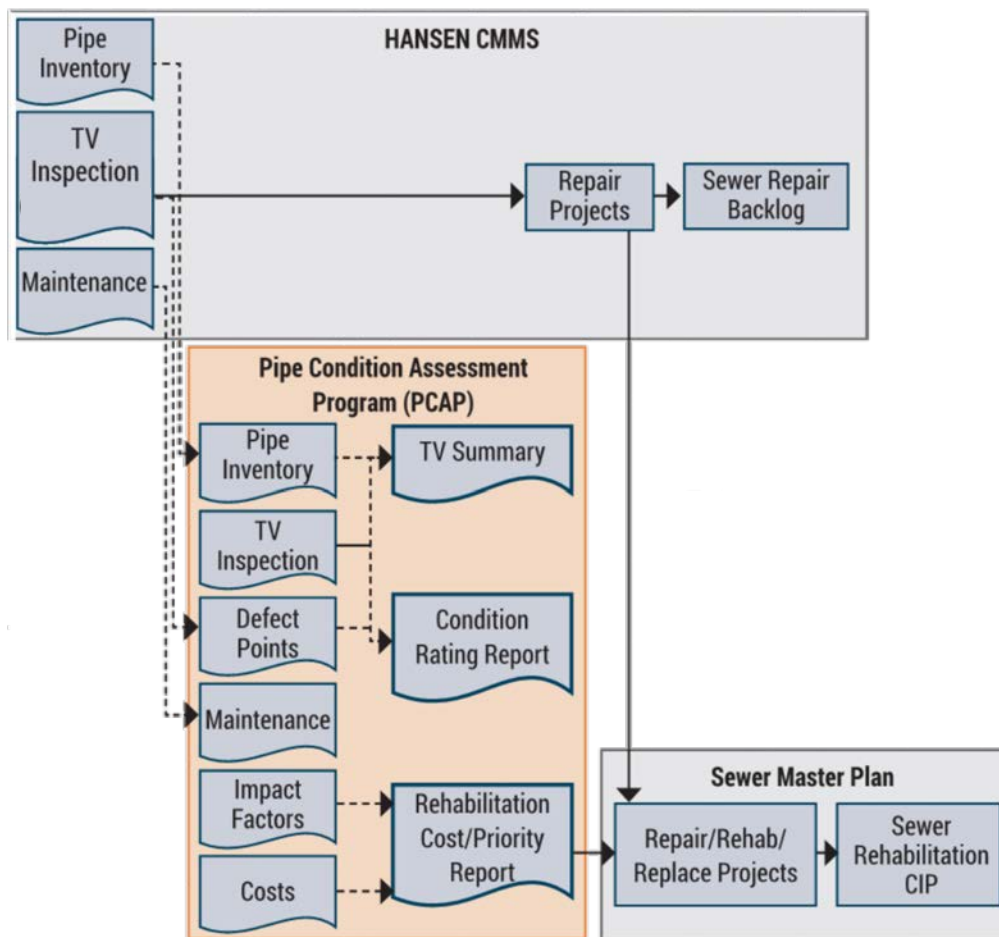 HANSEN CMMS
Pipe
Inventory
TV
Inspection
Maintenance
Repair
Projects
Sewer Repair
Backlog
Pipe Condition Assessment
Program (PCAP)
Pipe
Inventory
TV Summary
TV
Inspection
Defect
Points
Condition
Rating Report
Maintenance
Impact
Factors
Costs
Rehabilitation
Cost/Priority
Report
Sewer Master Plan
Repair/Rehab/
Replace Projects
Sewer
Rehabilitation
CIP